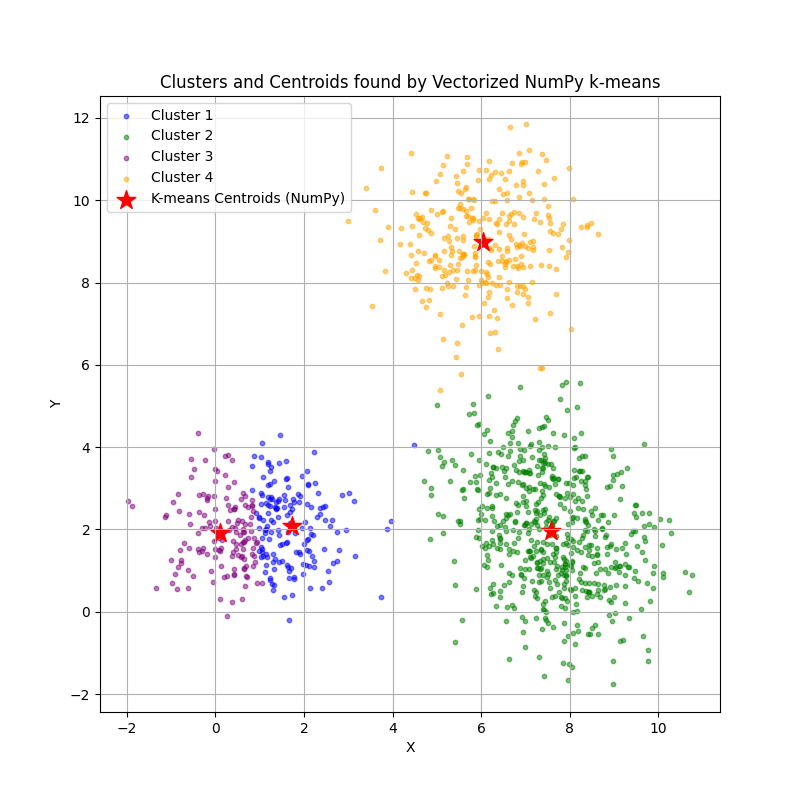 Clusters and Centroids found by Vectorized NumPy k-means
Cluster 1
Cluster 2
Cluster 3
Cluster 4
K-means Centroids (NumPy)
12
10
8
6
4
2
0
−2
Y
−2 0 2 4 6 8 10
X